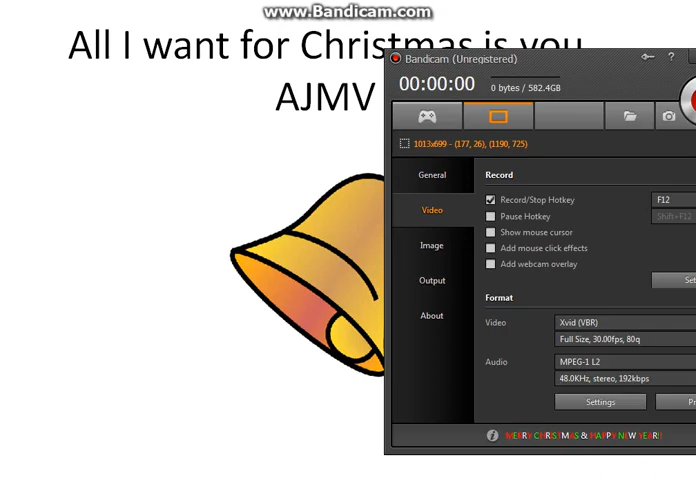 www.Bandicam.com
All I want for Christmas is you
AJMV
Bandicam (Unregistered)
00:00:00
0 bytes / 582.4GB
1013x699 - (177, 26), (1190, 725)
General
Video
Image
Output
About
Record
Record/Stop Hotkey
F12
Pause Hotkey
Shift+F12
Show mouse cursor
Add mouse click effects
Add webcam overlay
Set
Format
Video
Xvid (VBR)
Full Size, 30.00fps, 80q
Audio
MPEG-1 L2
48.0KHz, stereo, 192kbps
Settings
Pr
MERRY CHRISTMAS & HAPPY NEW YEAR!!